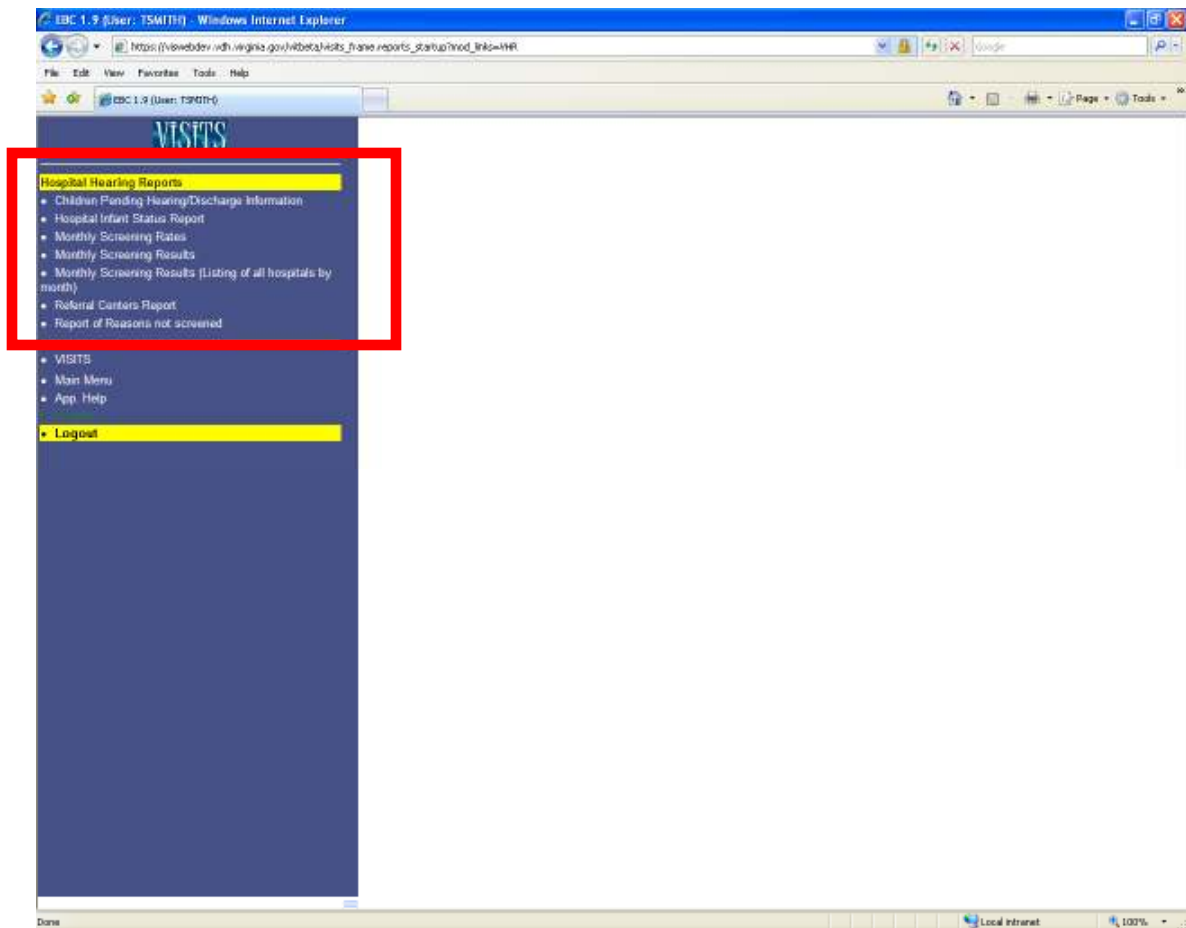 EBC 1.9 (User: TSMITH) - Windows Internet Explorer
Google
File Edit View Favorites Tools Help
EBC 1.9 (User: TSMITH)
Page Tools
VISITS
Hospital Hearing Reports
• Children Pending Hearing/Discharge Information
• Hospital Infant Status Report
• Monthly Screening Rates
• Monthly Screening Results
• Monthly Screening Results (Listing of all hospitals by
month)
• Referral Centers Report
• Report of Reasons not screened
• VISITS
• Main Menu
• App. Help
• Logout
Done
Local intranet
100%